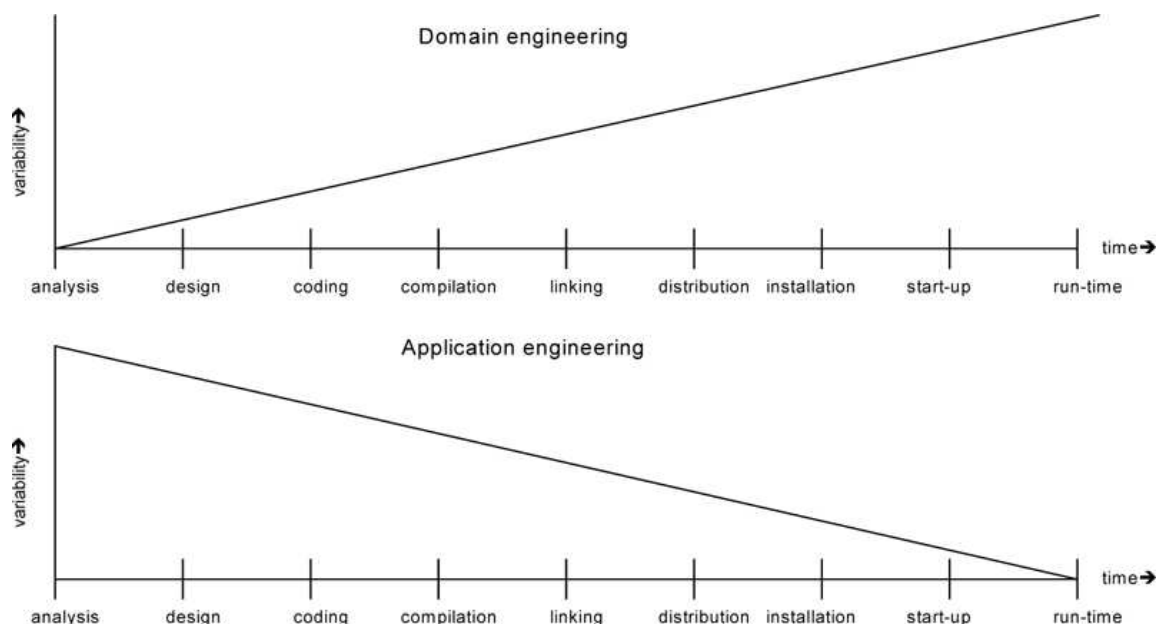 Domain engineering
variability➔
time➔
analysis design coding compilation linking distribution installation start-up run-time
Application engineering
variability➔
time➔
analysis design coding compilation linking distribution installation start-up run-time